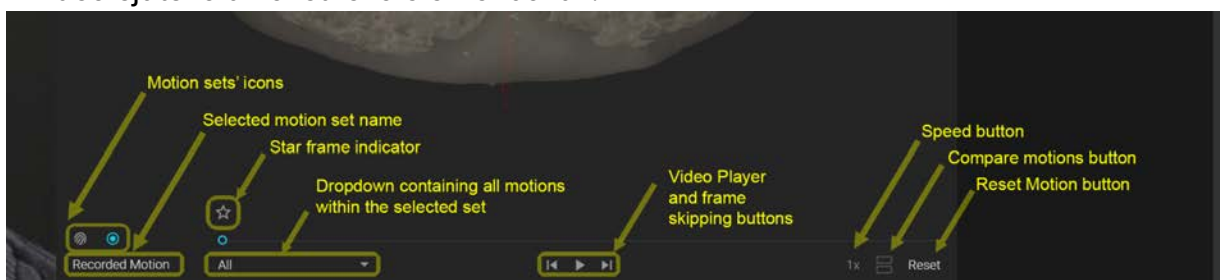 Motion sets' icons
Selected motion set name
Star frame indicator
Dropdown containing all motions
within the selected set
Video Player
and frame
skipping buttons
Speed button
Compare motions button
Reset Motion button
Recorded Motion
All
1x
Reset